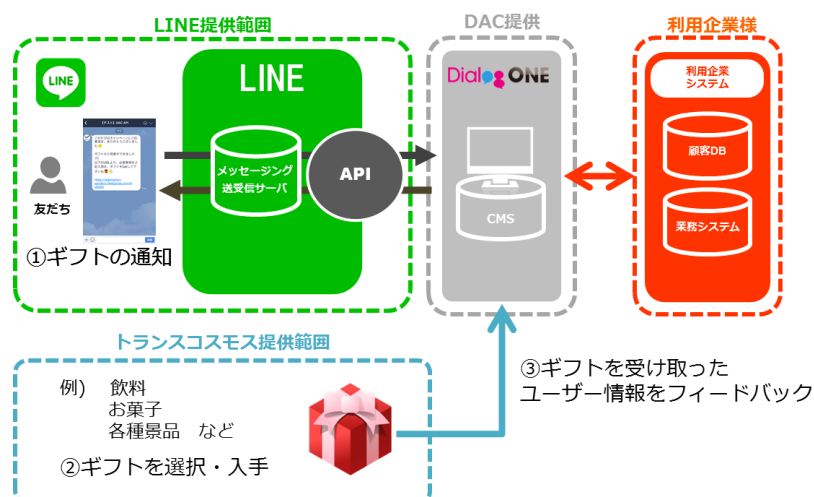 LINE提供範囲
DAC提供
利用企業様
LINE
LINE
DialogONE
利用企業
システム
顧客DB
メッセージング
送受信サーバ
API
友だち
CMS
業務システム
①ギフトの通知
トランスコスモス提供範囲
例) 飲料
お菓子
各種景品 など
②ギフトを選択・入手
③ギフトを受け取った
ユーザー情報をフィードバック